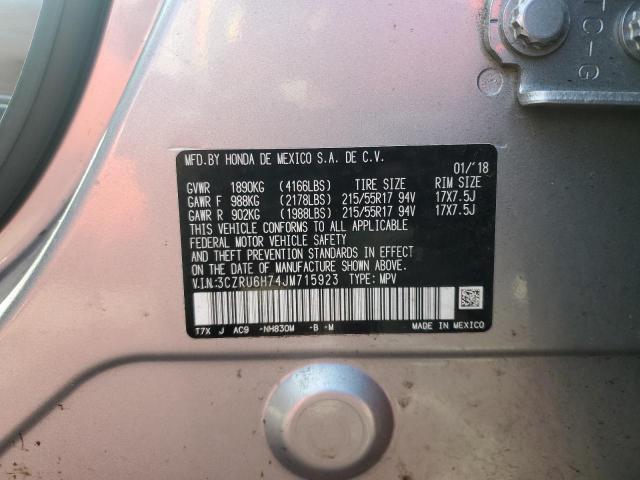 TC-G
MFD.BY HONDA DE MEXICO S.A. DE C.V.
01/'18
GVWR 1890KG (4166LBS) TIRE SIZE RIM SIZE
GAWR F 988KG (2178LBS) 215/55R17 94V 17X7.5J
GAWR R 902KG (1988LBS) 215/55R17 94V 17X7.5J
THIS VEHICLE CONFORMS TO ALL APPLICABLE
FEDERAL MOTOR VEHICLE SAFETY
AND THEFT PREVENTION STANDARDS IN EFFECT
ON THE DATE OF MANUFACTURE SHOWN ABOVE.
V.I.N:3CZRU6H74JM715923 TYPE: MPV
T7X J AC9 -NH830M -B -M
MADE IN MEXICO